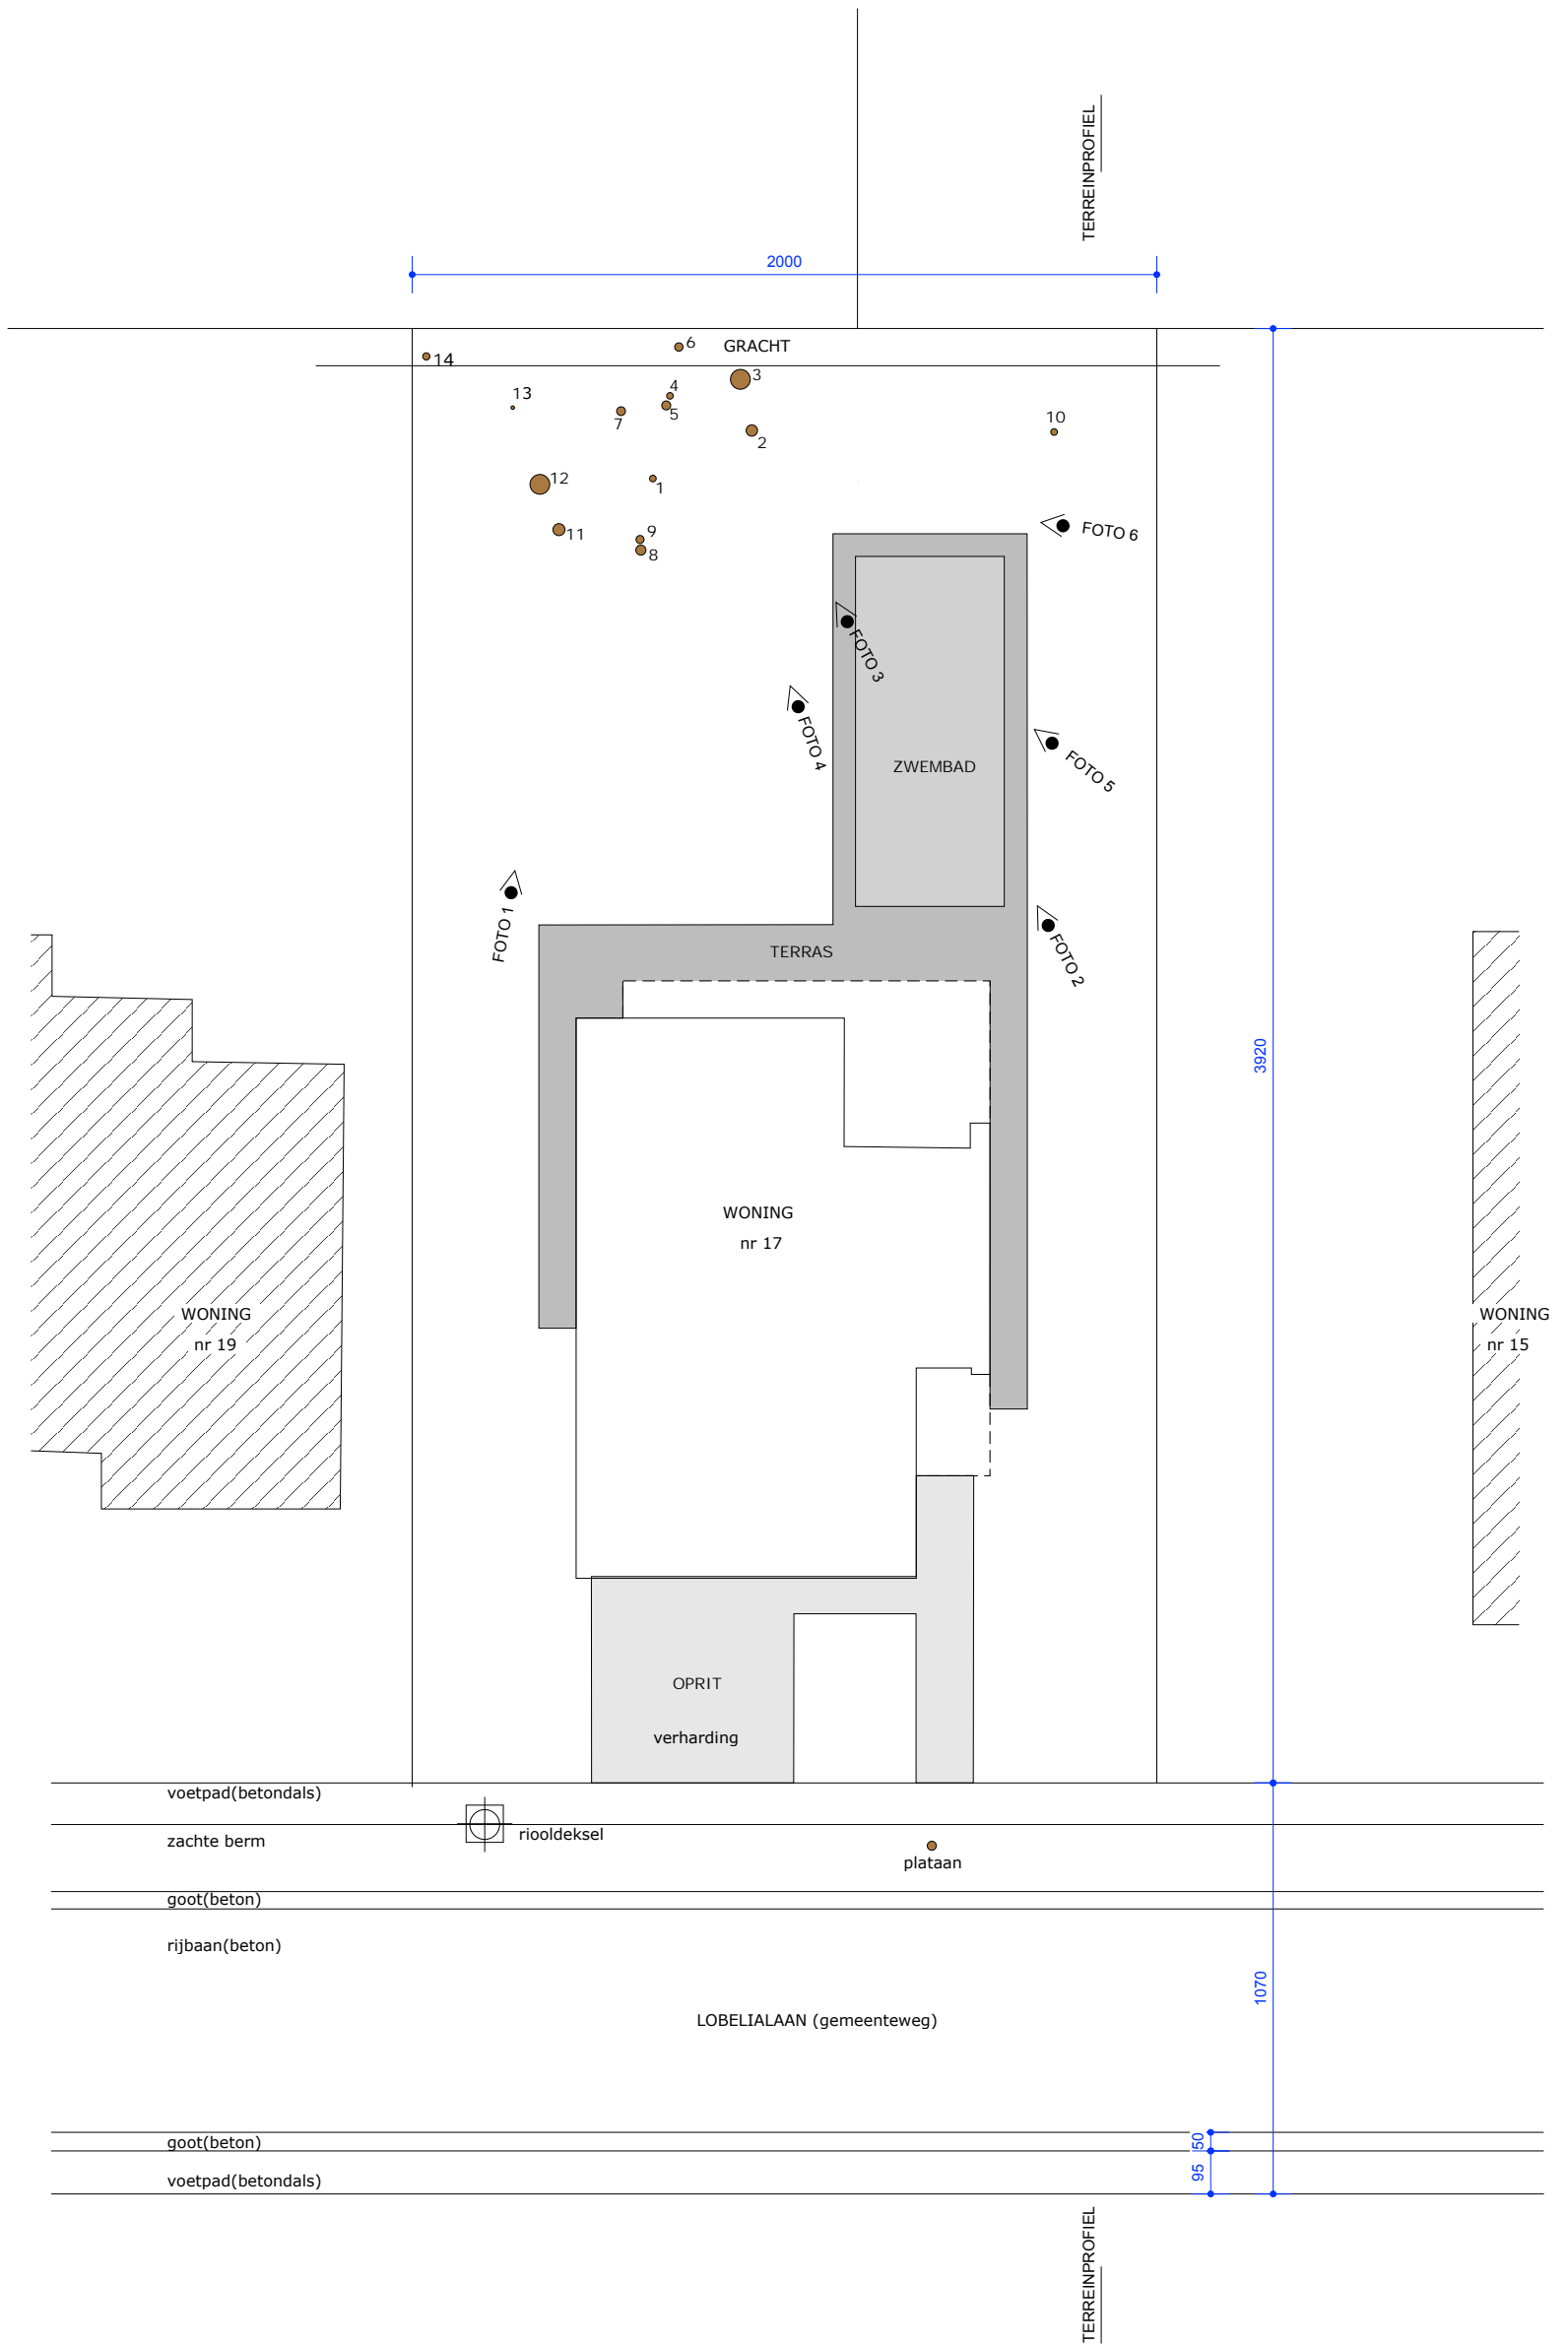 TERREINPROFIEL
2000
6
GRACHT
14
3
4
13
5
7
10
2
12
1
11
9
8
FOTO 6
FOTO 3
FOTO 4
ZWEMBAD
FOTO 5
FOTO 1
TERRAS
FOTO 2
3920
WONING
nr 17
WONING
nr 19
WONING
nr 15
OPRIT
verharding
voetpad(betondals)
riooldeksel
zachte berm
plataan
goot(beton)
rijbaan(beton)
1070
LOBELIALAAN (gemeenteweg)
goot(beton)
50
voetpad(betondals)
95
TERREINPROFIEL